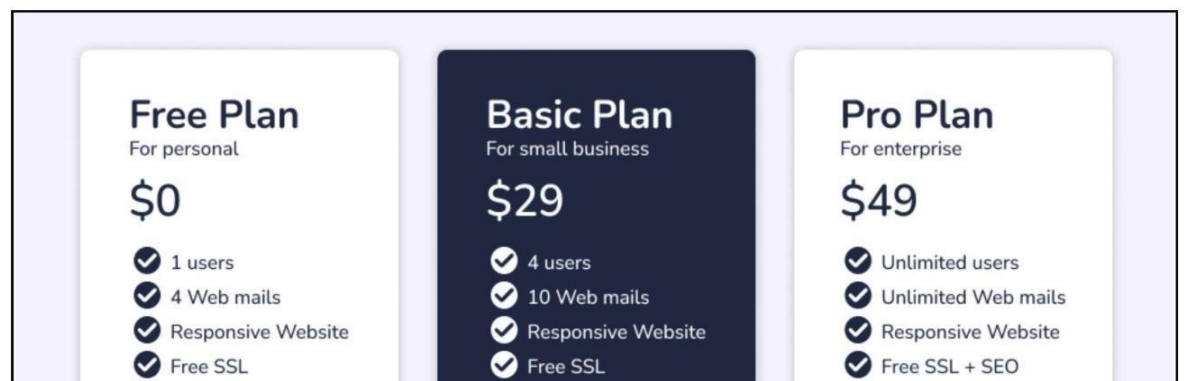 Free Plan
For personal
$0
1 users
4 Web mails
Responsive Website
Free SSL
Basic Plan
For small business
$29
4 users
10 Web mails
Responsive Website
Free SSL
Pro Plan
For enterprise
$49
Unlimited users
Unlimited Web mails
Responsive Website
Free SSL + SEO